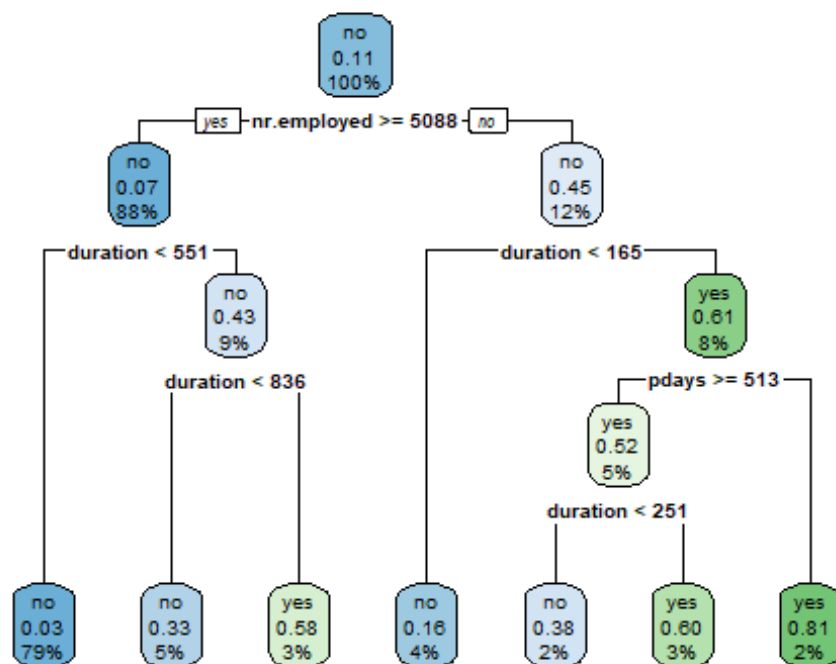 no
0.11
100%
yes nr.employed >= 5088 no
no
0.07
88%
no
0.45
12%
duration < 551
duration < 165
no
0.43
9%
yes
0.61
8%
duration < 836
pdays >= 513
yes
0.52
5%
duration < 251
no
0.03
79%
no
0.33
5%
yes
0.58
3%
no
0.16
4%
no
0.38
2%
yes
0.60
3%
yes
0.81
2%